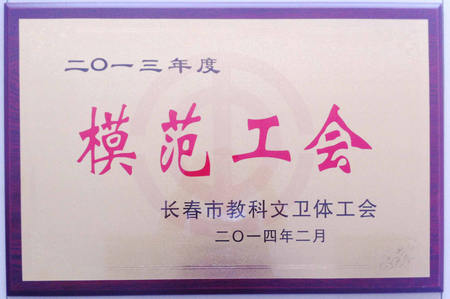 二〇一三年度
模范工会
长春市教科文卫体工会
二〇一四年二月